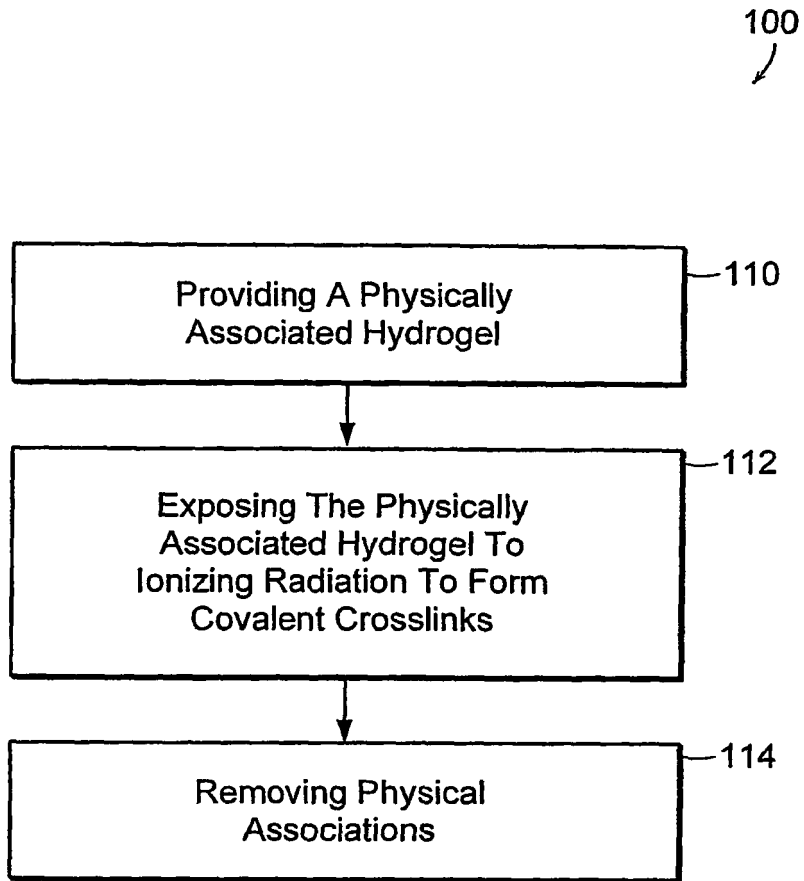 100
Providing A Physically
Associated Hydrogel
110
Exposing The Physically
Associated Hydrogel To
Ionizing Radiation To Form
Covalent Crosslinks
112
Removing Physical
Associations
114